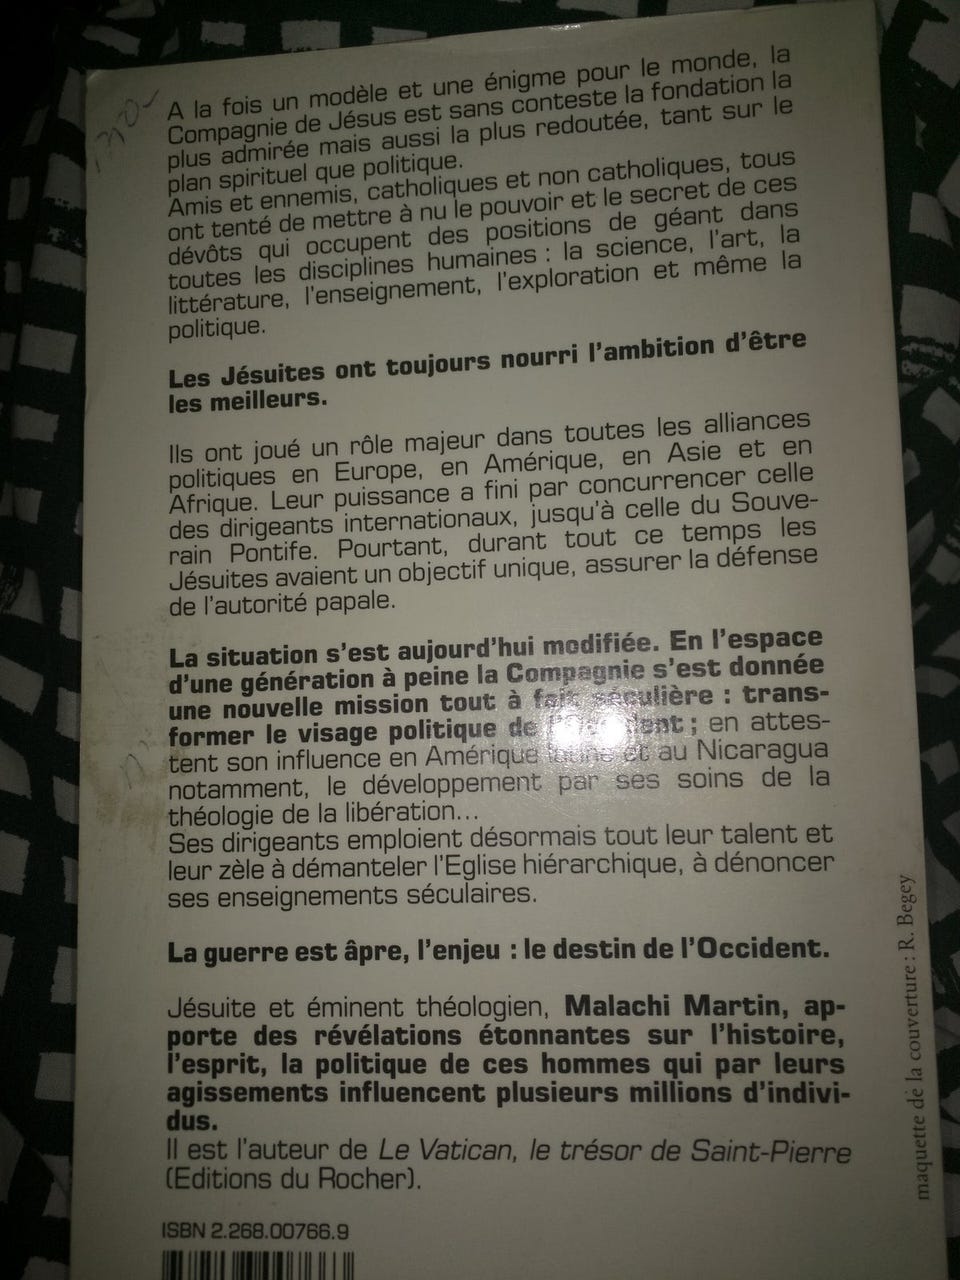 A la fois un modèle et une énigme pour le monde, la
Compagnie de Jésus est sans conteste la fondation la
plus admirée mais aussi la plus redoutée, tant sur le
plan spirituel que politique.
Amis et ennemis, catholiques et non catholiques, tous
ont tenté de mettre à nu le pouvoir et le secret de ces
dévôts qui occupent des positions de géant dans
toutes les disciplines humaines : la science, l'art, la
littérature, l'enseignement, l'exploration et même la
politique.
Les Jésuites ont toujours nourri l'ambition d'être
les meilleurs.
Ils ont joué un rôle majeur dans toutes les alliances
politiques en Europe, en Amérique, en Asie et en
Afrique. Leur puissance a fini par concurrencer celle
des dirigeants internationaux, jusqu'à celle du Souve-
rain Pontife. Pourtant, durant tout ce temps les
Jésuites avaient un objectif unique, assurer la défense
de l'autorité papale.
La situation s'est aujourd'hui modifiée. En l'espace
d'une génération à peine la Compagnie s'est donnée
une nouvelle mission tout à fait séculière : trans-
former le visage politique de l'Occident ; en attes-
tent son influence en Amérique latine et au Nicaragua
notamment, le développement par ses soins de la
théologie de la libération...
Ses dirigeants emploient désormais tout leur talent et
leur zèle à démanteler l'Eglise hiérarchique, à dénoncer
ses enseignements séculaires.
La guerre est âpre, l'enjeu : le destin de l'Occident.
Jésuite et éminent théologien, Malachi Martin, ap-
porte des révélations étonnantes sur l'histoire,
l'esprit, la politique de ces hommes qui par leurs
agissements influencent plusieurs millions d'indivi-
dus.
Il est l'auteur de Le Vatican, le trésor de Saint-Pierre
(Editions du Rocher).
ISBN 2.268.00766.9
maquette de la couverture : R. Begey